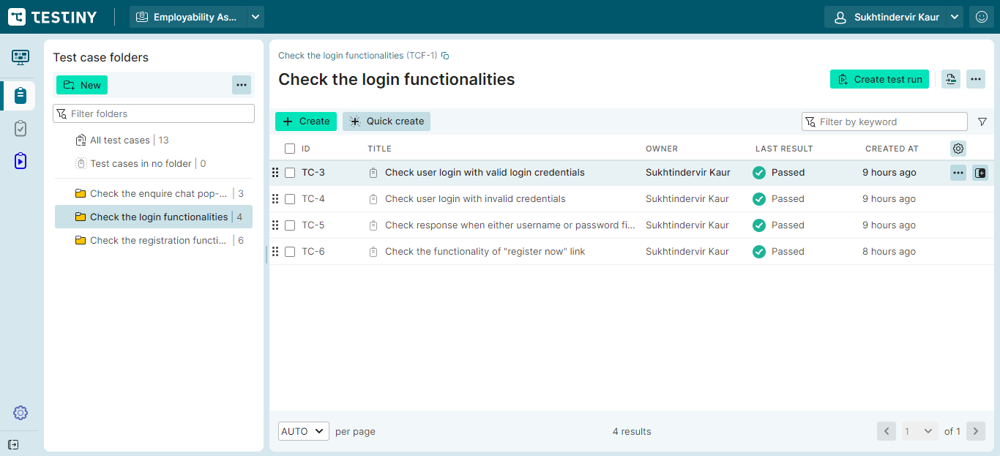 TESTINY
Employability As...
Sukhtindervir Kaur
Test case folders
New
Filter folders
All test cases | 13
Test cases in no folder | 0
Check the enquire chat pop-... | 3
Check the login functionalities | 4
Check the registration functi... | 6
Check the login functionalities (TCF-1)
Check the login functionalities
Create test run
Create
Quick create
Filter by keyword
ID TITLE OWNER LAST RESULT CREATED AT
TC-3 Check user login with valid login credentials Sukhtindervir Kaur Passed 9 hours ago
TC-4 Check user login with invalid credentials Sukhtindervir Kaur Passed 9 hours ago
TC-5 Check response when either username or password fi... Sukhtindervir Kaur Passed 9 hours ago
TC-6 Check the functionality of "register now" link Sukhtindervir Kaur Passed 8 hours ago
AUTO per page 4 results 1 of 1